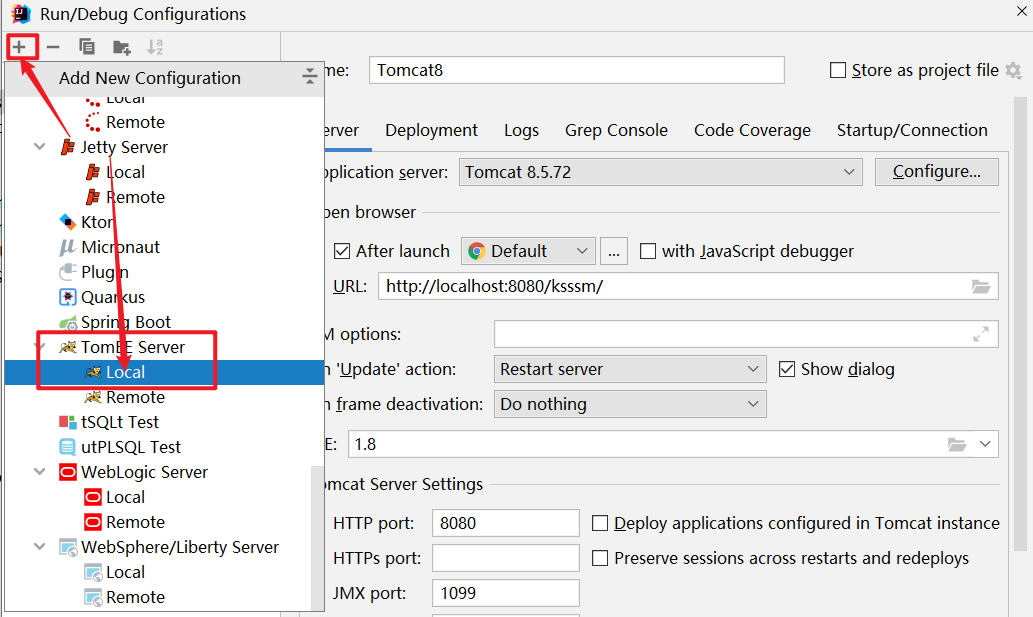 Run/Debug Configurations
Add New Configuration
Local
Remote
Jetty Server
Local
Remote
Ktor
Micronaut
Plugin
Quarkus
Spring Boot
TomEE Server
Local
Remote
tSQLt Test
utPLSQL Test
WebLogic Server
Local
Remote
WebSphere/Liberty Server
Local
Remote
me: Tomcat8 Store as project file
erver Deployment Logs Grep Console Code Coverage Startup/Connection
plication server: Tomcat 8.5.72 Configure...
pen browser
After launch Default ... with JavaScript debugger
URL: http://localhost:8080/ksssm/
M options:
n 'Update' action: Restart server Show dialog
n frame deactivation: Do nothing
E: 1.8
omcat Server Settings
HTTP port: 8080 Deploy applications configured in Tomcat instance
HTTPs port: Preserve sessions across restarts and redeploys
JMX port: 1099